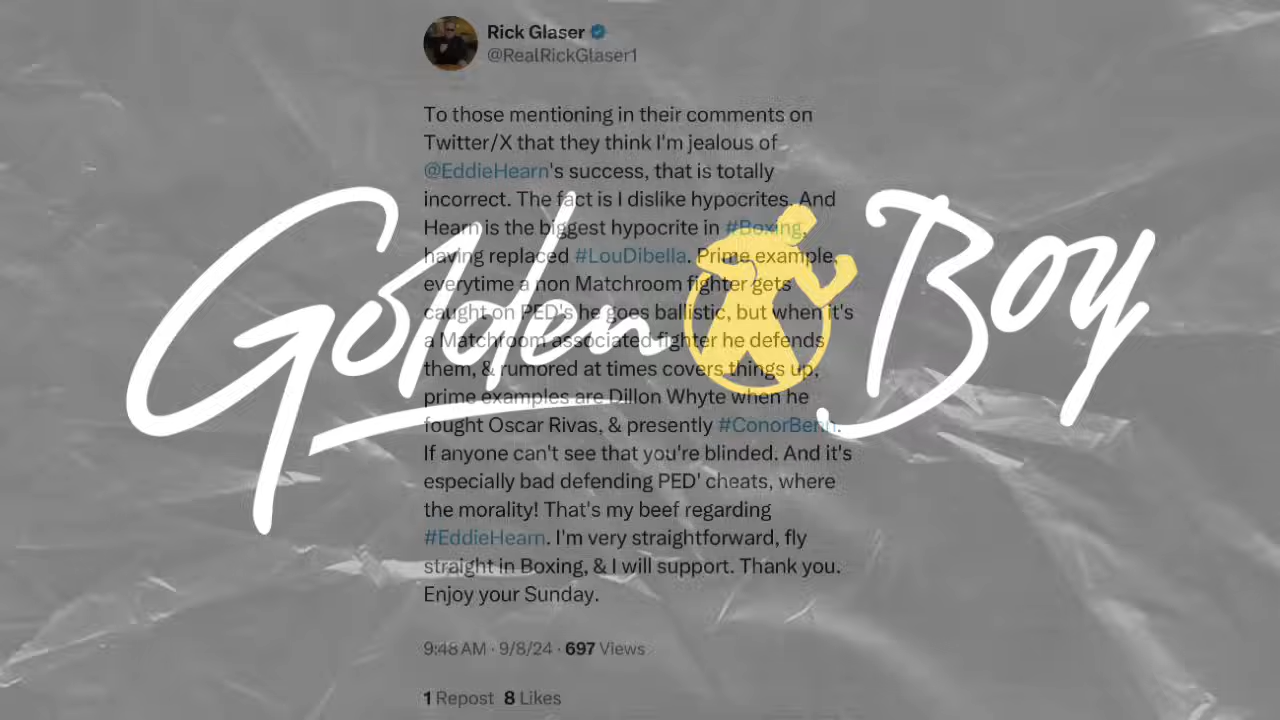 Rick Glaser
@RealRickGlaser1
To those mentioning in their comments on
Twitter/X that they think I'm jealous of
@EddieHearn's success, that is totally
incorrect. The fact is I dislike hypocrites. And
Hearn is the biggest hypocrite in #Boxing,
having replaced #LouDibella. Prime example,
everytime a non Matchroom fighter gets
caught on PED's he goes ballistic, but when it's
a Matchroom associated fighter he defends
them, & rumored at times covers things up,
prime examples are Dillon Whyte when he
fought Oscar Rivas, & presently #ConorBenn.
If anyone can't see that you're blinded. And it's
especially bad defending PED' cheats, where
the morality! That's my beef regarding
#EddieHearn. I'm very straightforward, fly
straight in Boxing, & I will support. Thank you.
Enjoy your Sunday.
9:48 AM · 9/8/24 · 697 Views
1 Repost 8 Likes
Golden Boy